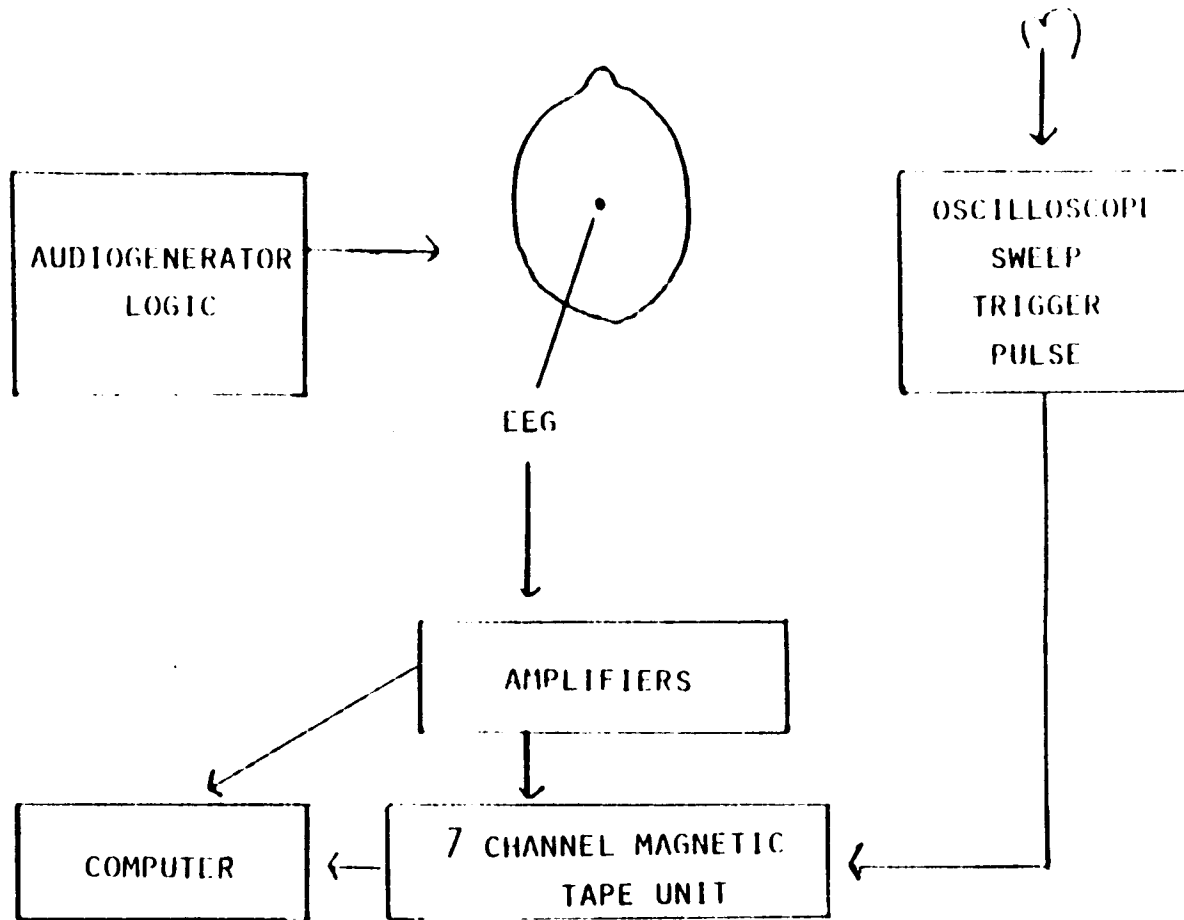 AUDIOGENERATOR
LOGIC
OSCILLOSCOPE
SWEEP
TRIGGER
PULSE
EEG
AMPLIFIERS
COMPUTER
7 CHANNEL MAGNETIC
TAPE UNIT